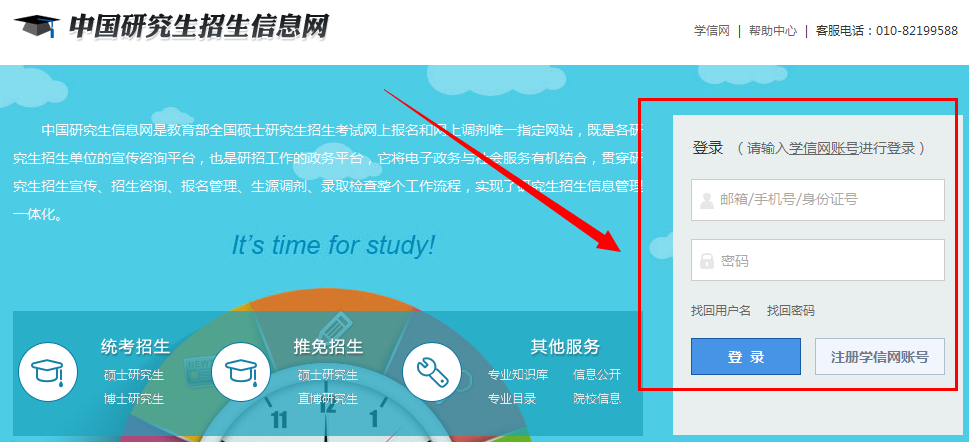 中国研究生招生信息网
学信网 | 帮助中心 | 客服电话：010-82199588
中国研究生信息网是教育部全国硕士研究生招生考试网上报名和网上调剂唯一指定网站，既是各研
究生招生单位的宣传咨询平台，也是研招工作的政务平台，它将电子政务与社会服务有机结合，贯穿研
究生招生宣传、招生咨询、报名管理、生源调剂、录取检查整个工作流程，实现了研究生招生信息管理
一体化。
It's time for study!
登录 （请输入学信网账号进行登录）
邮箱/手机号/身份证号
密码
找回用户名 找回密码
登 录 注册学信网账号
统考招生
硕士研究生
博士研究生
推免招生
硕士研究生
直博研究生
其他服务
专业知识库 信息公开
专业目录 院校信息
NEWS
11 12 1